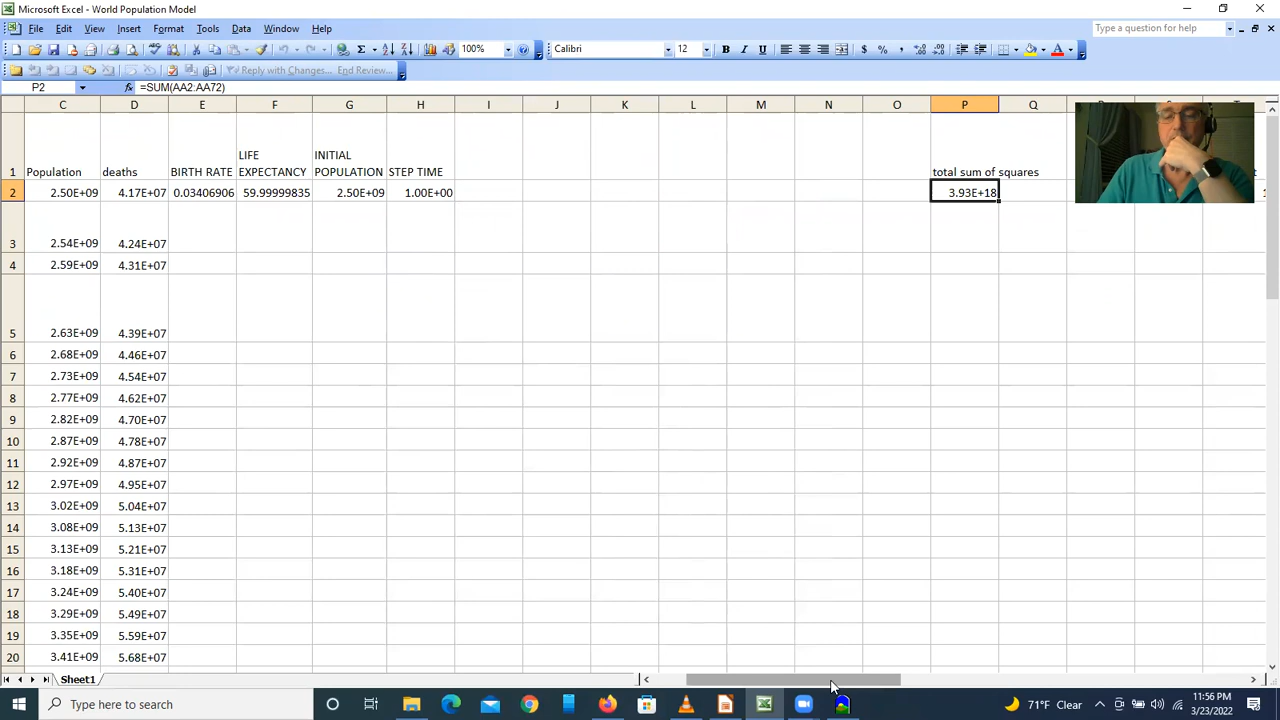 Microsoft Excel - World Population Model
File Edit View Insert Format Tools Data Window Help
Type a question for help
100% Calibri 12 B I U $ % ,
Reply with Changes... End Review...
P2 fx =SUM(AA2:AA72)
C D E F G H I J K L M N O P Q
1 Population deaths BIRTH RATE LIFE EXPECTANCY INITIAL POPULATION STEP TIME total sum of squares
2 2.50E+09 4.17E+07 0.03406906 59.99999835 2.50E+09 1.00E+00 3.93E+18
3 2.54E+09 4.24E+07
4 2.59E+09 4.31E+07
5 2.63E+09 4.39E+07
6 2.68E+09 4.46E+07
7 2.73E+09 4.54E+07
8 2.77E+09 4.62E+07
9 2.82E+09 4.70E+07
10 2.87E+09 4.78E+07
11 2.92E+09 4.87E+07
12 2.97E+09 4.95E+07
13 3.02E+09 5.04E+07
14 3.08E+09 5.13E+07
15 3.13E+09 5.21E+07
16 3.18E+09 5.31E+07
17 3.24E+09 5.40E+07
18 3.29E+09 5.49E+07
19 3.35E+09 5.59E+07
20 3.41E+09 5.68E+07
Sheet1
Type here to search
71°F Clear
11:56 PM
3/23/2022